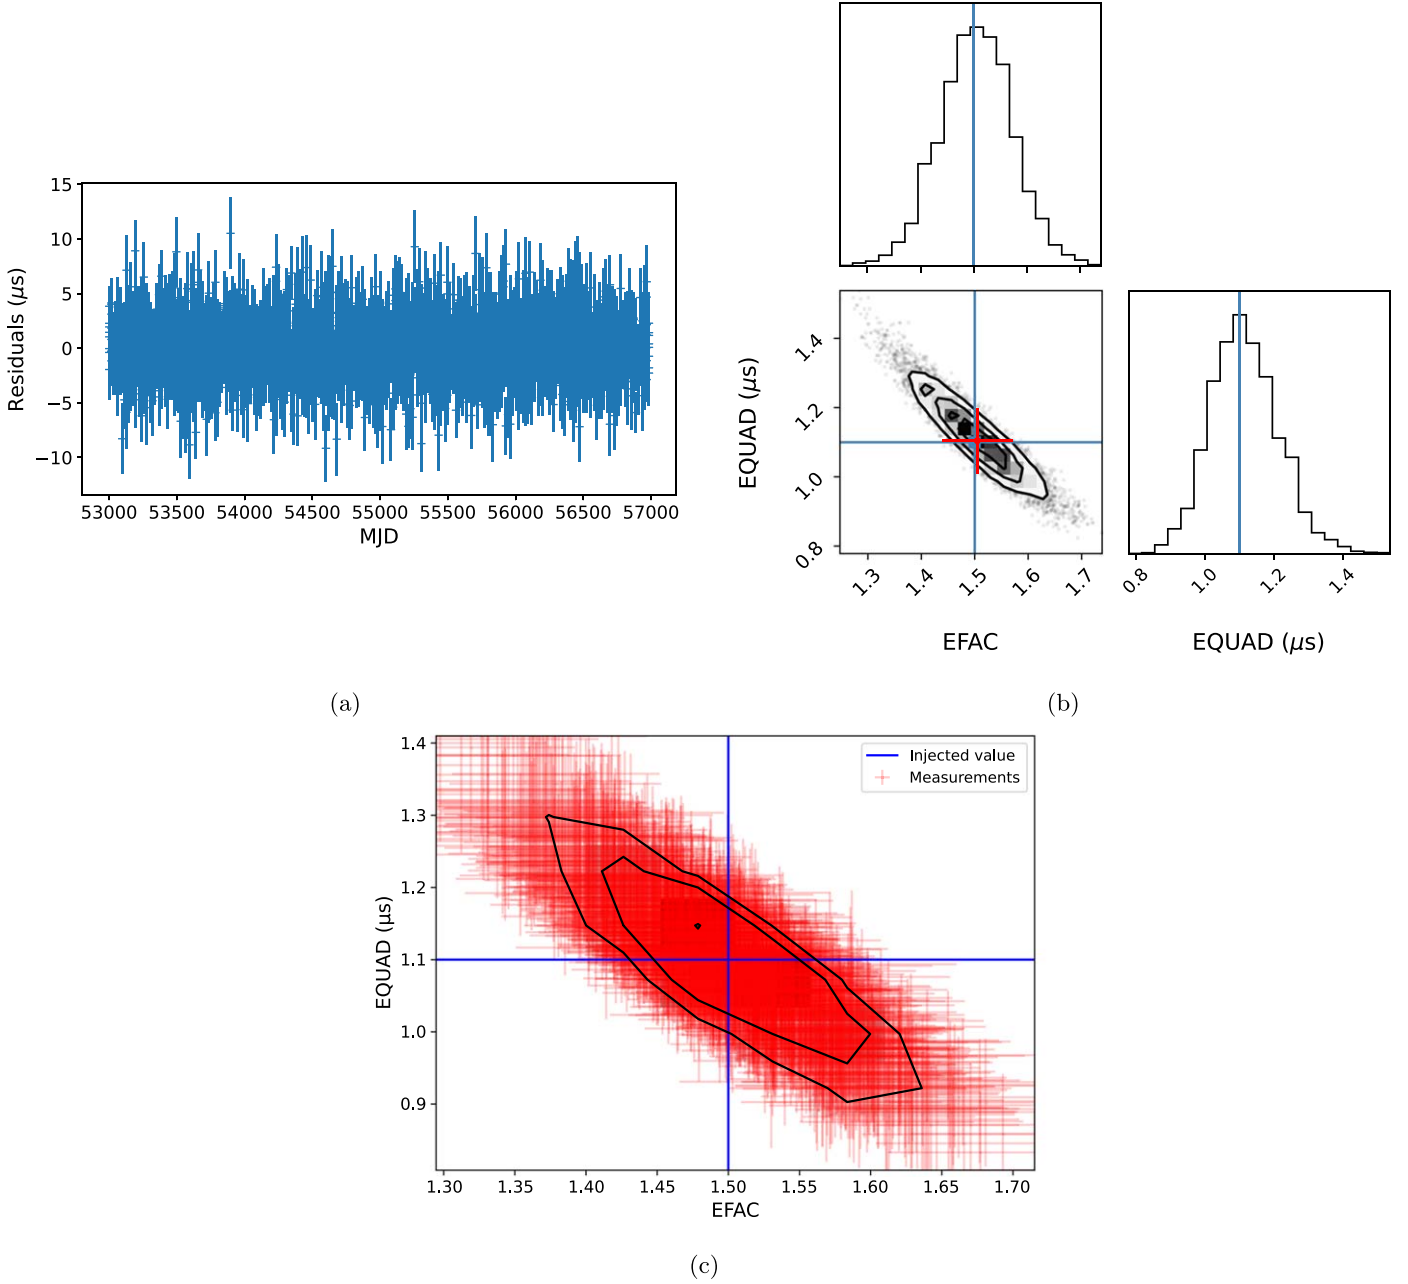 15
10
5
0
−5
−10
Residuals (μs)
53000 53500 54000 54500 55000 55500 56000 56500 57000
MJD
(a)
EQUAD (μs)
1.4
1.2
1.0
0.8
1.3 1.4 1.5 1.6 1.7
EFAC
0.8 1.0 1.2 1.4
EQUAD (μs)
(b)
Injected value
Measurements
EQUAD (μs)
1.4
1.3
1.2
1.1
1.0
0.9
1.30 1.35 1.40 1.45 1.50 1.55 1.60 1.65 1.70
EFAC
(c)